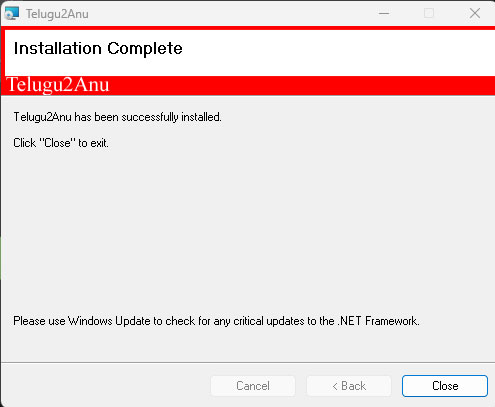 Telugu2Anu
Installation Complete
Telugu2Anu
Telugu2Anu has been successfully installed.
Click "Close" to exit.
Please use Windows Update to check for any critical updates to the .NET Framework.
Cancel
< Back
Close